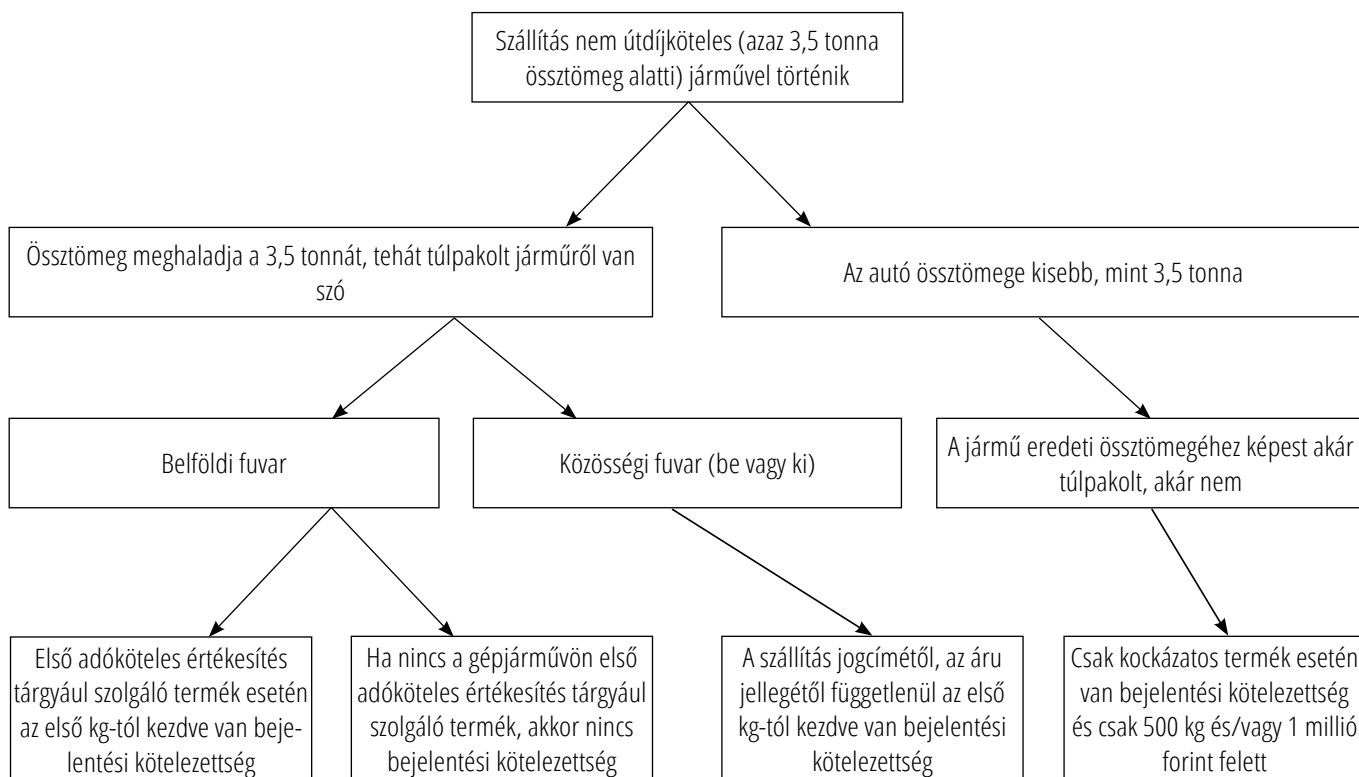 Szállítás nem útdíjköteles (azaz 3,5 tonna
össztömeg alatti) járművel történik
Össztömeg meghaladja a 3,5 tonnát, tehát túlpakolt járműről van
szó
Az autó össztömege kisebb, mint 3,5 tonna
Belföldi fuvar
Közösségi fuvar (be vagy ki)
A jármű eredeti össztömegéhez képest akár
túlpakolt, akár nem
Első adóköteles értékesítés
tárgyául szolgáló termék esetén
az első kg-tól kezdve van beje-
lentési kötelezettség
Ha nincs a gépjárművön első
adóköteles értékesítés tárgyául
szolgáló termék, akkor nincs
bejelentési kötelezettség
A szállítás jogcímétől, az áru
jellegétől függetlenül az első
kg-tól kezdve van bejelentési
kötelezettség
Csak kockázatos termék esetén
van bejelentési kötelezettség
és csak 500 kg és/vagy 1 millió
forint felett